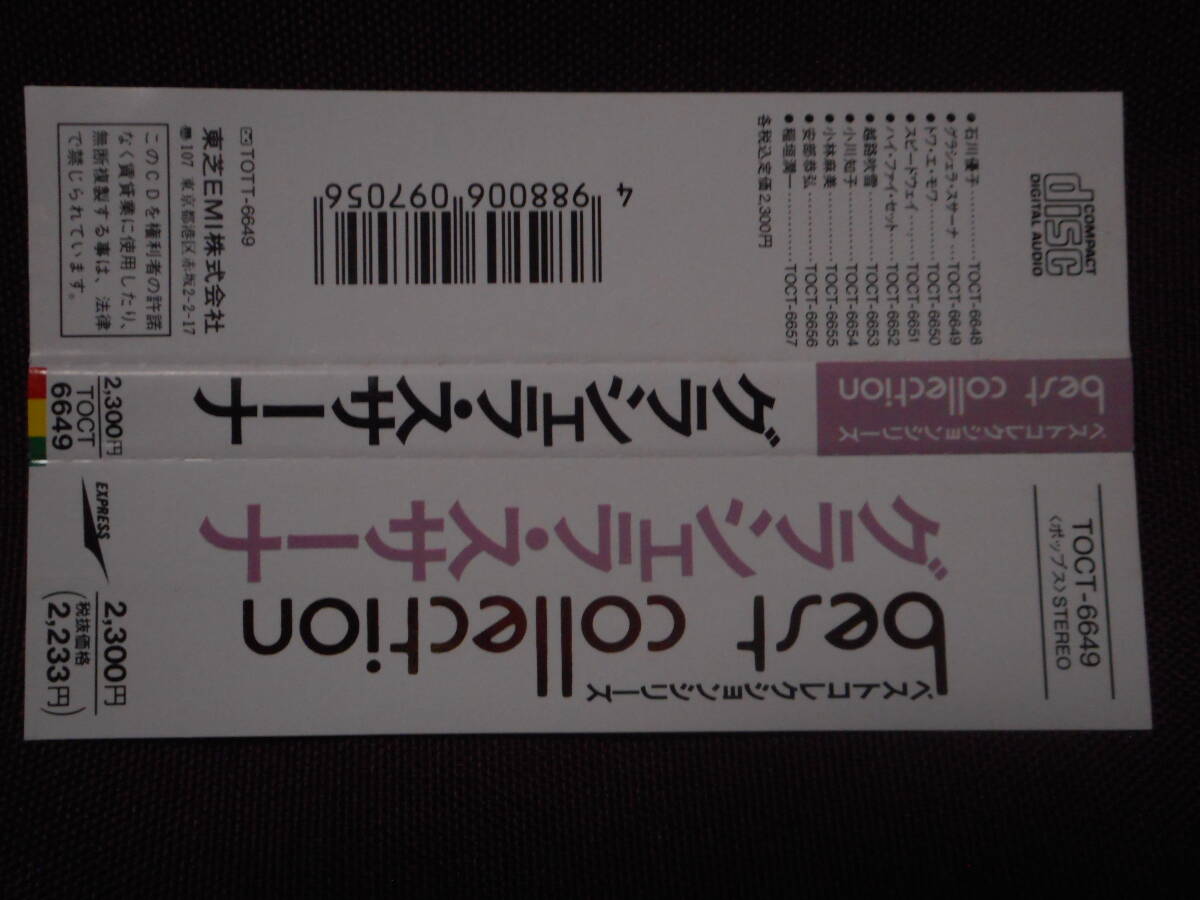 TOCT-6649
〈ポップス〉STEREO
ベストコレクションシリーズ
best collection
グラシェラ・スサーナ
EXPRESS
2,300円
税抜価格
(2,233円)
ベストコレクションシリーズ
best collection
グラシェラ・スサーナ
2,300円
TOCT
6649
COMPACT
disc
DIGITAL AUDIO
●石川優子…………TOCT-6648
●グラシェラ・スサーナ……TOCT-6649
●トワ・エ・モワ……TOCT-6650
●スピードウェイ……TOCT-6651
●ハイ・ファイ・セット……TOCT-6652
●越路吹雪…………TOCT-6653
●小川知子…………TOCT-6654
●小林麻美…………TOCT-6655
●安部恭弘…………TOCT-6656
●稲垣潤一…………TOCT-6657
各税込定価2,300円
4 988006 097056
TOTT-6649
東芝EMI株式会社
〒107 東京都港区赤坂2-2-17
このCDを権利者の許諾
なく賃貸業に使用したり、
無断複製する事は、法律
で禁じられています。